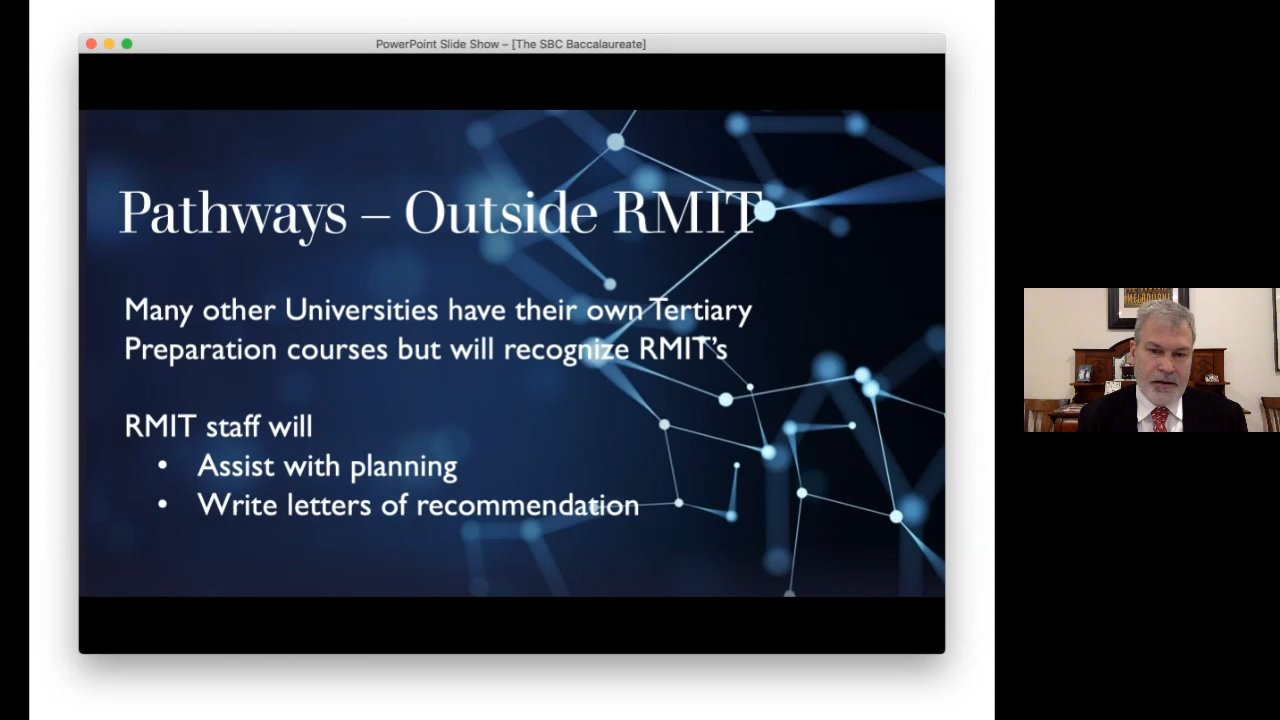 PowerPoint Slide Show – [The SBC Baccalaureate]
Pathways – Outside RMIT
Many other Universities have their own Tertiary
Preparation courses but will recognize RMIT’s
RMIT staff will
• Assist with planning
• Write letters of recommendation
MELBOURNE